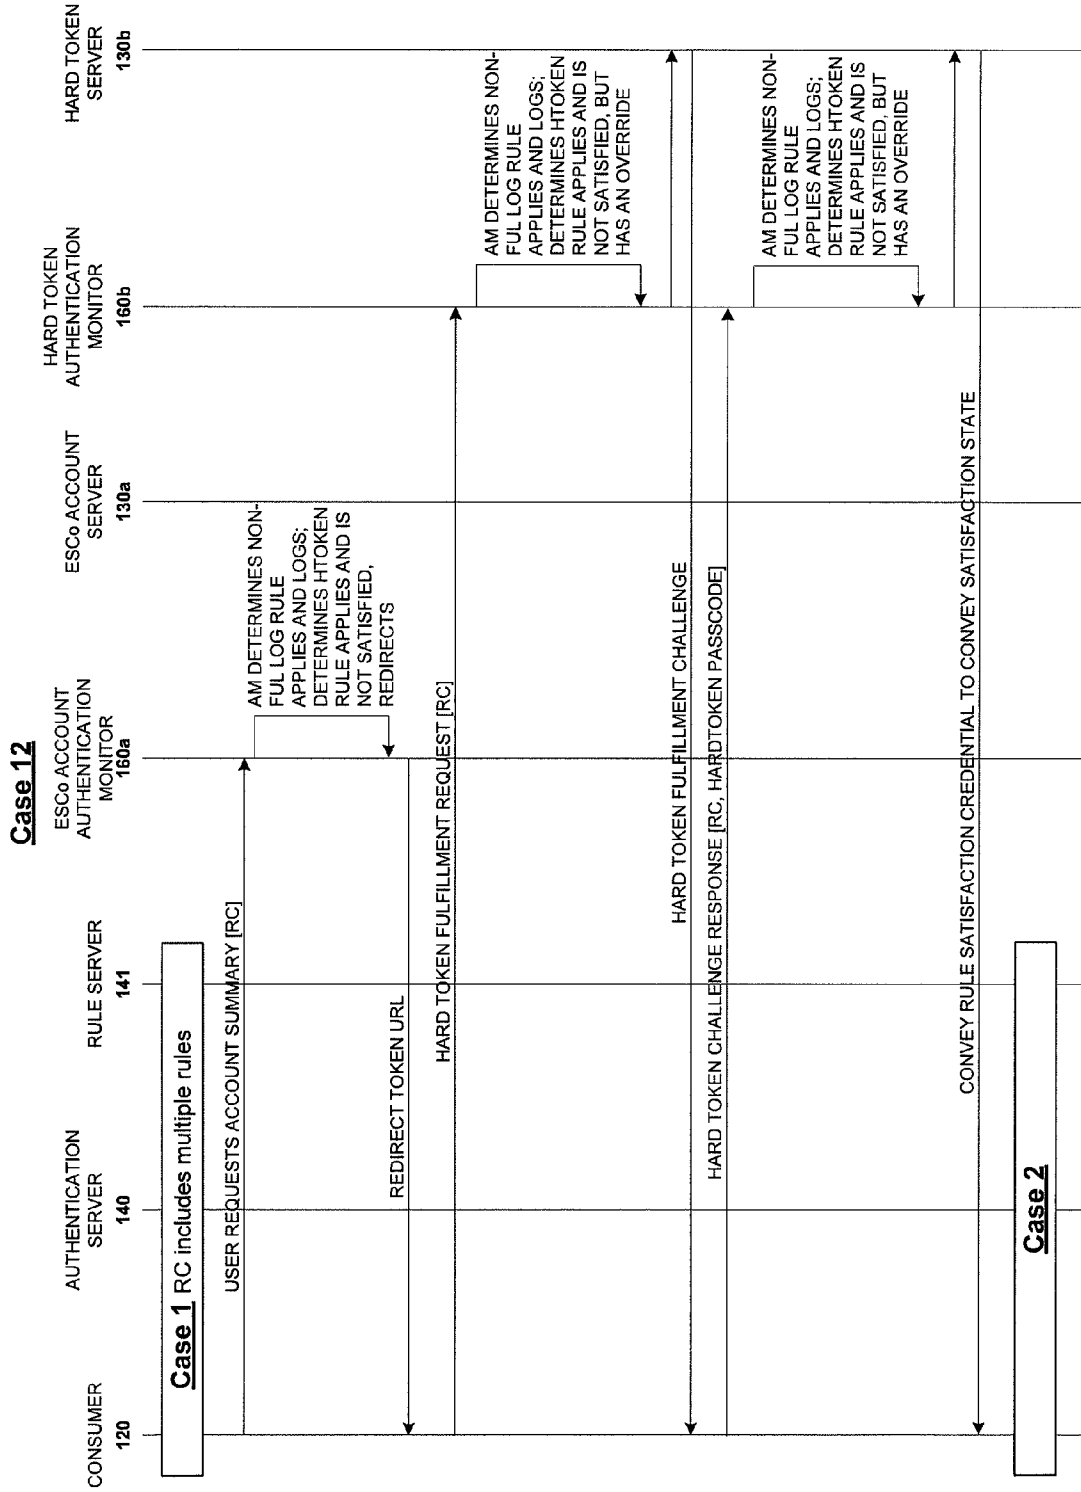 Case 12
CONSUMER
120
AUTHENTICATION
SERVER
140
RULE SERVER
141
ESCo ACCOUNT
AUTHENTICATION
MONITOR
160a
ESCo ACCOUNT
SERVER
130a
HARD TOKEN
AUTHENTICATION
MONITOR
160b
HARD TOKEN
SERVER
130b
Case 1 RC includes multiple rules
USER REQUESTS ACCOUNT SUMMARY [RC]
AM DETERMINES NON-
FUL LOG RULE
APPLIES AND LOGS;
DETERMINES HTOKEN
RULE APPLIES AND IS
NOT SATISFIED,
REDIRECTS
REDIRECT TOKEN URL
HARD TOKEN FULFILLMENT REQUEST [RC]
AM DETERMINES NON-
FUL LOG RULE
APPLIES AND LOGS;
DETERMINES HTOKEN
RULE APPLIES AND IS
NOT SATISFIED, BUT
HAS AN OVERRIDE
HARD TOKEN FULFILLMENT CHALLENGE
HARD TOKEN CHALLENGE RESPONSE [RC, HARDTOKEN PASSCODE]
AM DETERMINES NON-
FUL LOG RULE
APPLIES AND LOGS;
DETERMINES HTOKEN
RULE APPLIES AND IS
NOT SATISFIED, BUT
HAS AN OVERRIDE
CONVEY RULE SATISFACTION CREDENTIAL TO CONVEY SATISFACTION STATE
Case 2